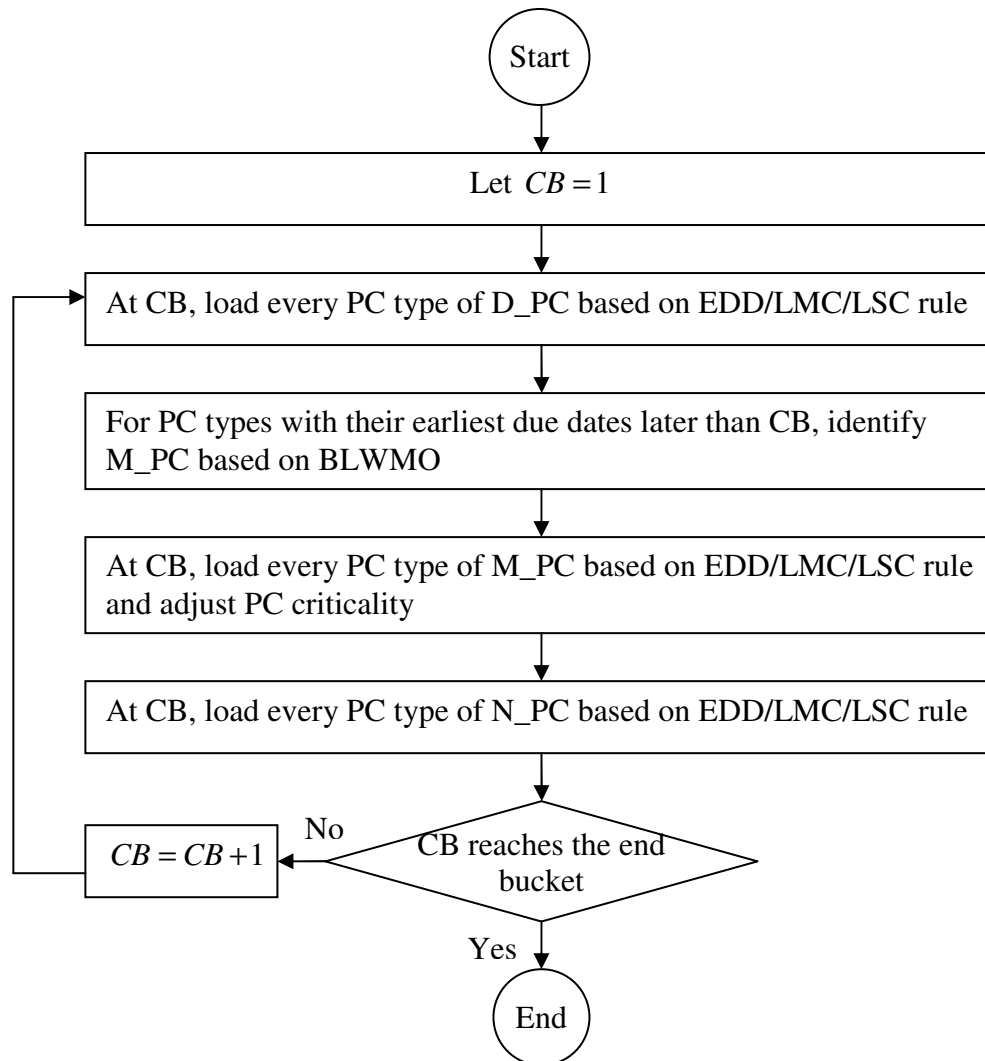 Start
Let CB = 1
At CB, load every PC type of D_PC based on EDD/LMC/LSC rule
For PC types with their earliest due dates later than CB, identify
M_PC based on BLWMO
At CB, load every PC type of M_PC based on EDD/LMC/LSC rule
and adjust PC criticality
At CB, load every PC type of N_PC based on EDD/LMC/LSC rule
No
CB = CB +1
CB reaches the end
bucket
Yes
End